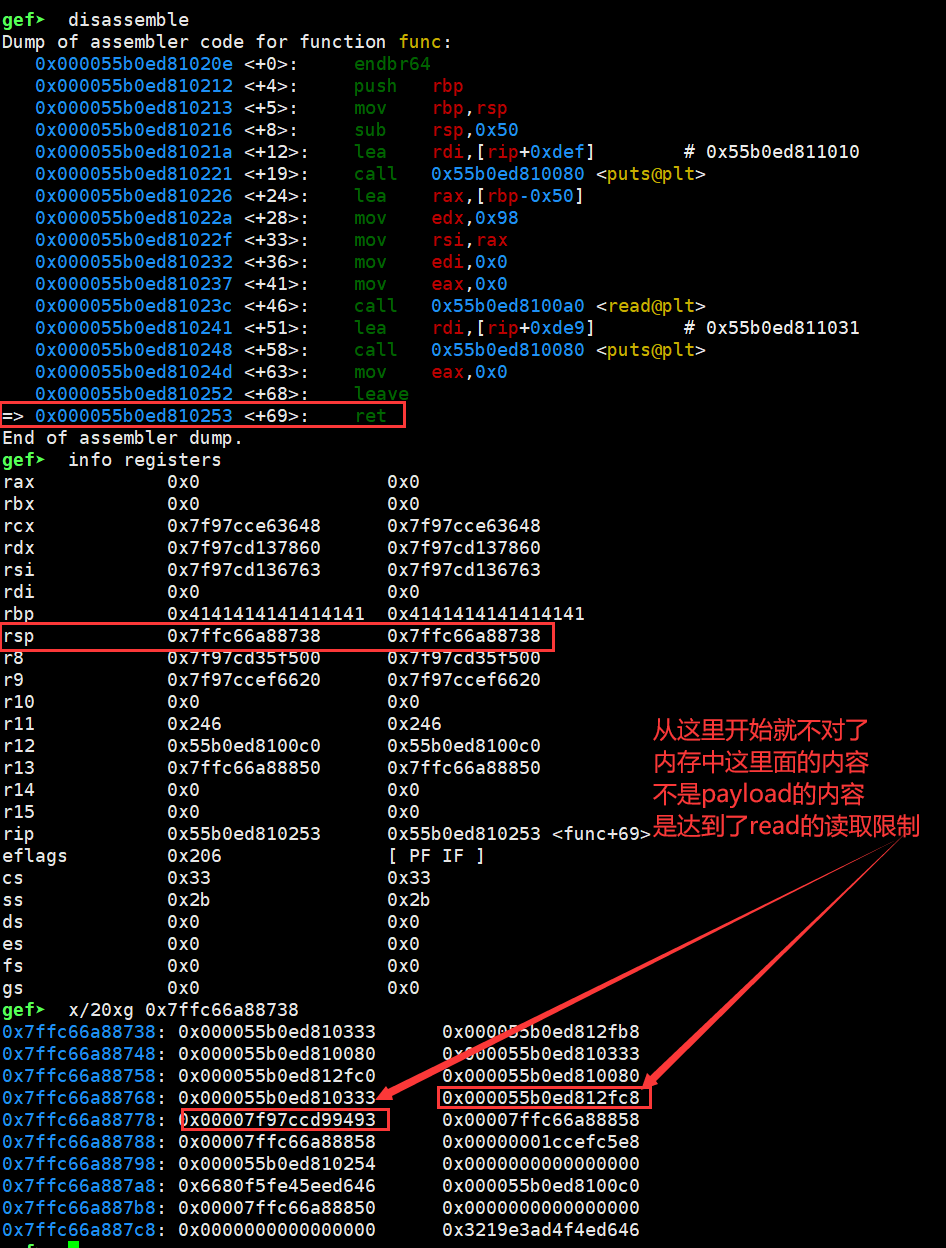 gef➤  disassemble
Dump of assembler code for function func:
   0x000055b0ed81020e <+0>:     endbr64
   0x000055b0ed810212 <+4>:     push   rbp
   0x000055b0ed810213 <+5>:     mov    rbp,rsp
   0x000055b0ed810216 <+8>:     sub    rsp,0x50
   0x000055b0ed81021a <+12>:    lea    rdi,[rip+0xdef]        # 0x55b0ed811010
   0x000055b0ed810221 <+19>:    call   0x55b0ed810080 <puts@plt>
   0x000055b0ed810226 <+24>:    lea    rax,[rbp-0x50]
   0x000055b0ed81022a <+28>:    mov    edx,0x98
   0x000055b0ed81022f <+33>:    mov    rsi,rax
   0x000055b0ed810232 <+36>:    mov    edi,0x0
   0x000055b0ed810237 <+41>:    mov    eax,0x0
   0x000055b0ed81023c <+46>:    call   0x55b0ed8100a0 <read@plt>
   0x000055b0ed810241 <+51>:    lea    rdi,[rip+0xde9]        # 0x55b0ed811031
   0x000055b0ed810248 <+58>:    call   0x55b0ed810080 <puts@plt>
   0x000055b0ed81024d <+63>:    mov    eax,0x0
   0x000055b0ed810252 <+68>:    leave
=> 0x000055b0ed810253 <+69>:    ret
End of assembler dump.
gef➤  info registers
rax            0x0                 0x0
rbx            0x0                 0x0
rcx            0x7f97cce63648      0x7f97cce63648
rdx            0x7f97cd137860      0x7f97cd137860
rsi            0x7f97cd136763      0x7f97cd136763
rdi            0x0                 0x0
rbp            0x4141414141414141  0x4141414141414141
rsp            0x7ffc66a88738      0x7ffc66a88738
r8             0x7f97cd35f500      0x7f97cd35f500
r9             0x7f97ccef6620      0x7f97ccef6620
r10            0x0                 0x0
r11            0x246               0x246
r12            0x55b0ed8100c0      0x55b0ed8100c0
r13            0x7ffc66a88850      0x7ffc66a88850
r14            0x0                 0x0
r15            0x0                 0x0
rip            0x55b0ed810253      0x55b0ed810253 <func+69>
eflags         0x206               [ PF IF ]
cs             0x33                0x33
ss             0x2b                0x2b
ds             0x0                 0x0
es             0x0                 0x0
fs             0x0                 0x0
gs             0x0                 0x0
从这里开始就不对了
内存中这里面的内容
不是payload的内容
是达到了read的读取限制
gef➤  x/20xg 0x7ffc66a88738
0x7ffc66a88738: 0x000055b0ed810333      0x000055b0ed812fb8
0x7ffc66a88748: 0x000055b0ed810080      0x000055b0ed810333
0x7ffc66a88758: 0x000055b0ed812fc0      0x000055b0ed810080
0x7ffc66a88768: 0x000055b0ed810333      0x000055b0ed812fc8
0x7ffc66a88778: 0x00007f97ccd99493      0x00007ffc66a88858
0x7ffc66a88788: 0x00007ffc66a88858      0x00000001ccefc5e8
0x7ffc66a88798: 0x000055b0ed810254      0x0000000000000000
0x7ffc66a887a8: 0x6680f5fe45eed646      0x000055b0ed8100c0
0x7ffc66a887b8: 0x00007ffc66a88850      0x0000000000000000
0x7ffc66a887c8: 0x0000000000000000      0x3219e3ad4f4ed646